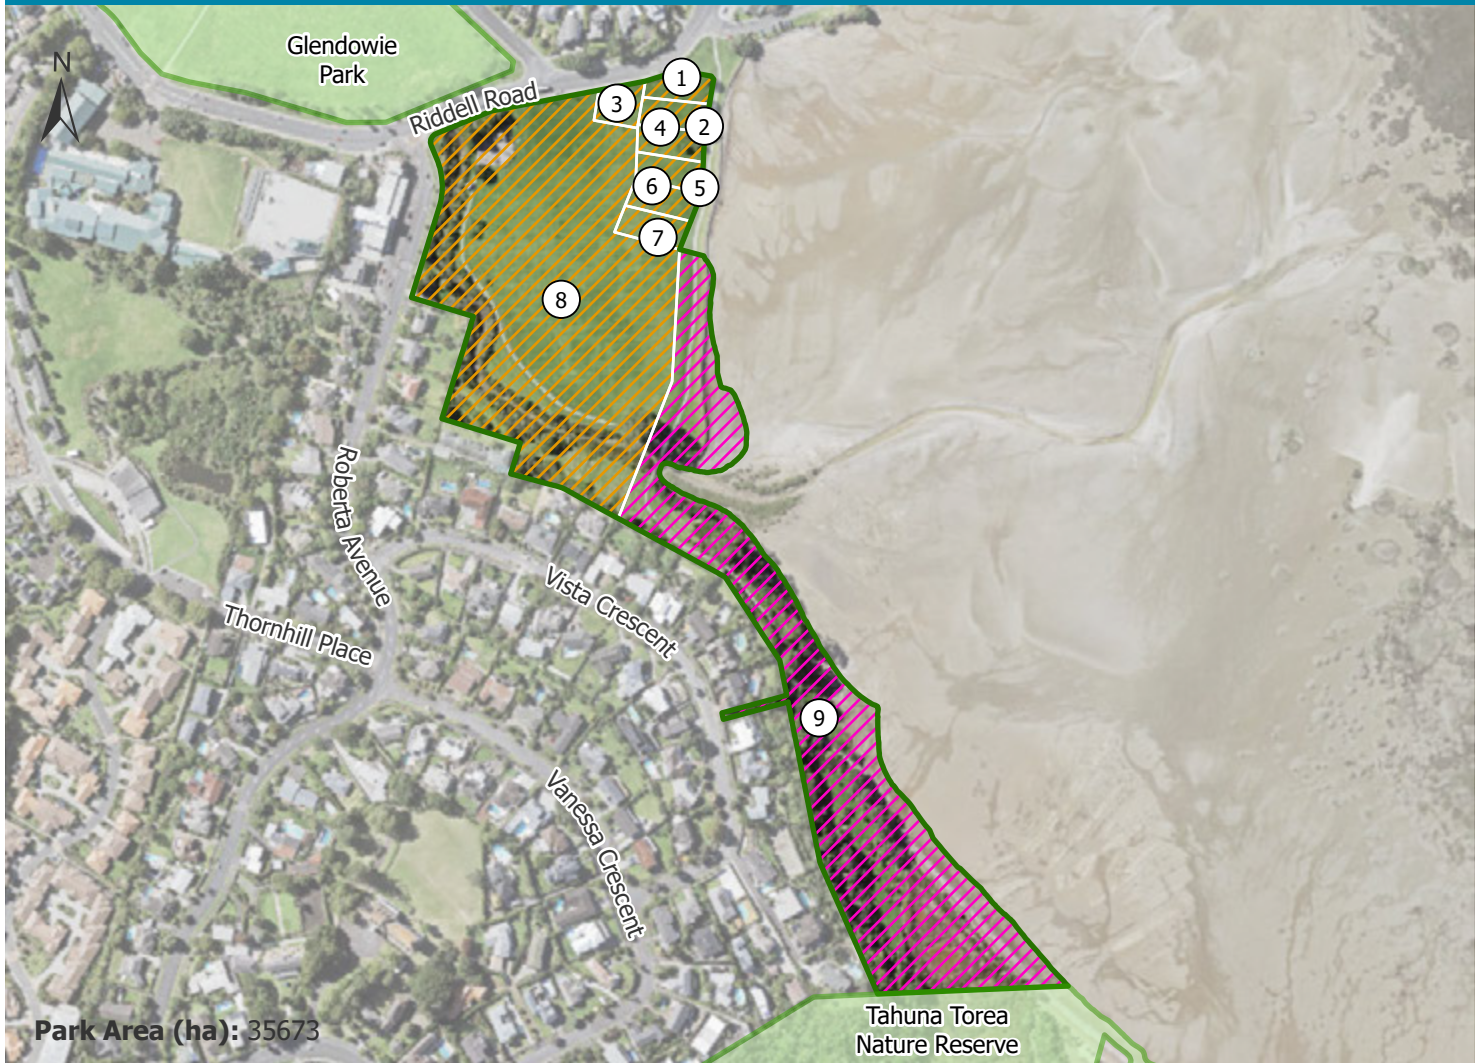 Glendowie
Park
N
Riddell Road
1
3
4
2
6
5
7
8
Roberta Avenue
Vista Crescent
Thornhill Place
9
Vanessa Crescent
Tahuna Torea
Nature Reserve
Park Area (ha): 35673